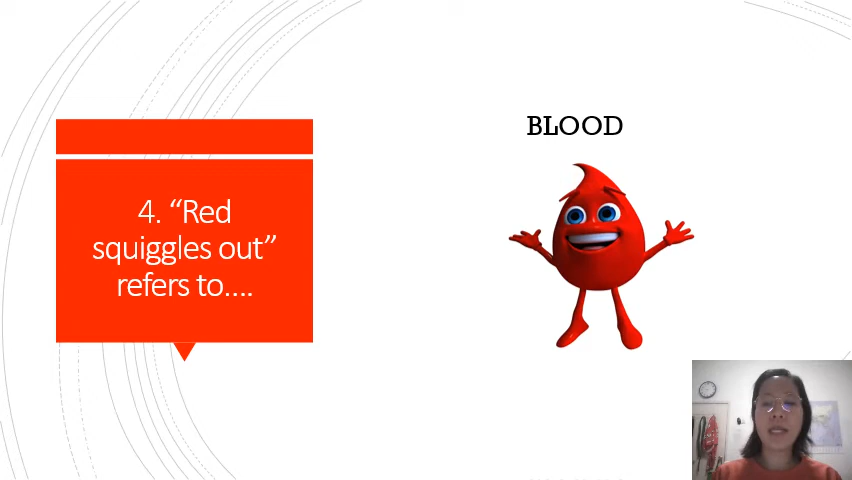 4. “Red
squiggles out”
refers to….
BLOOD